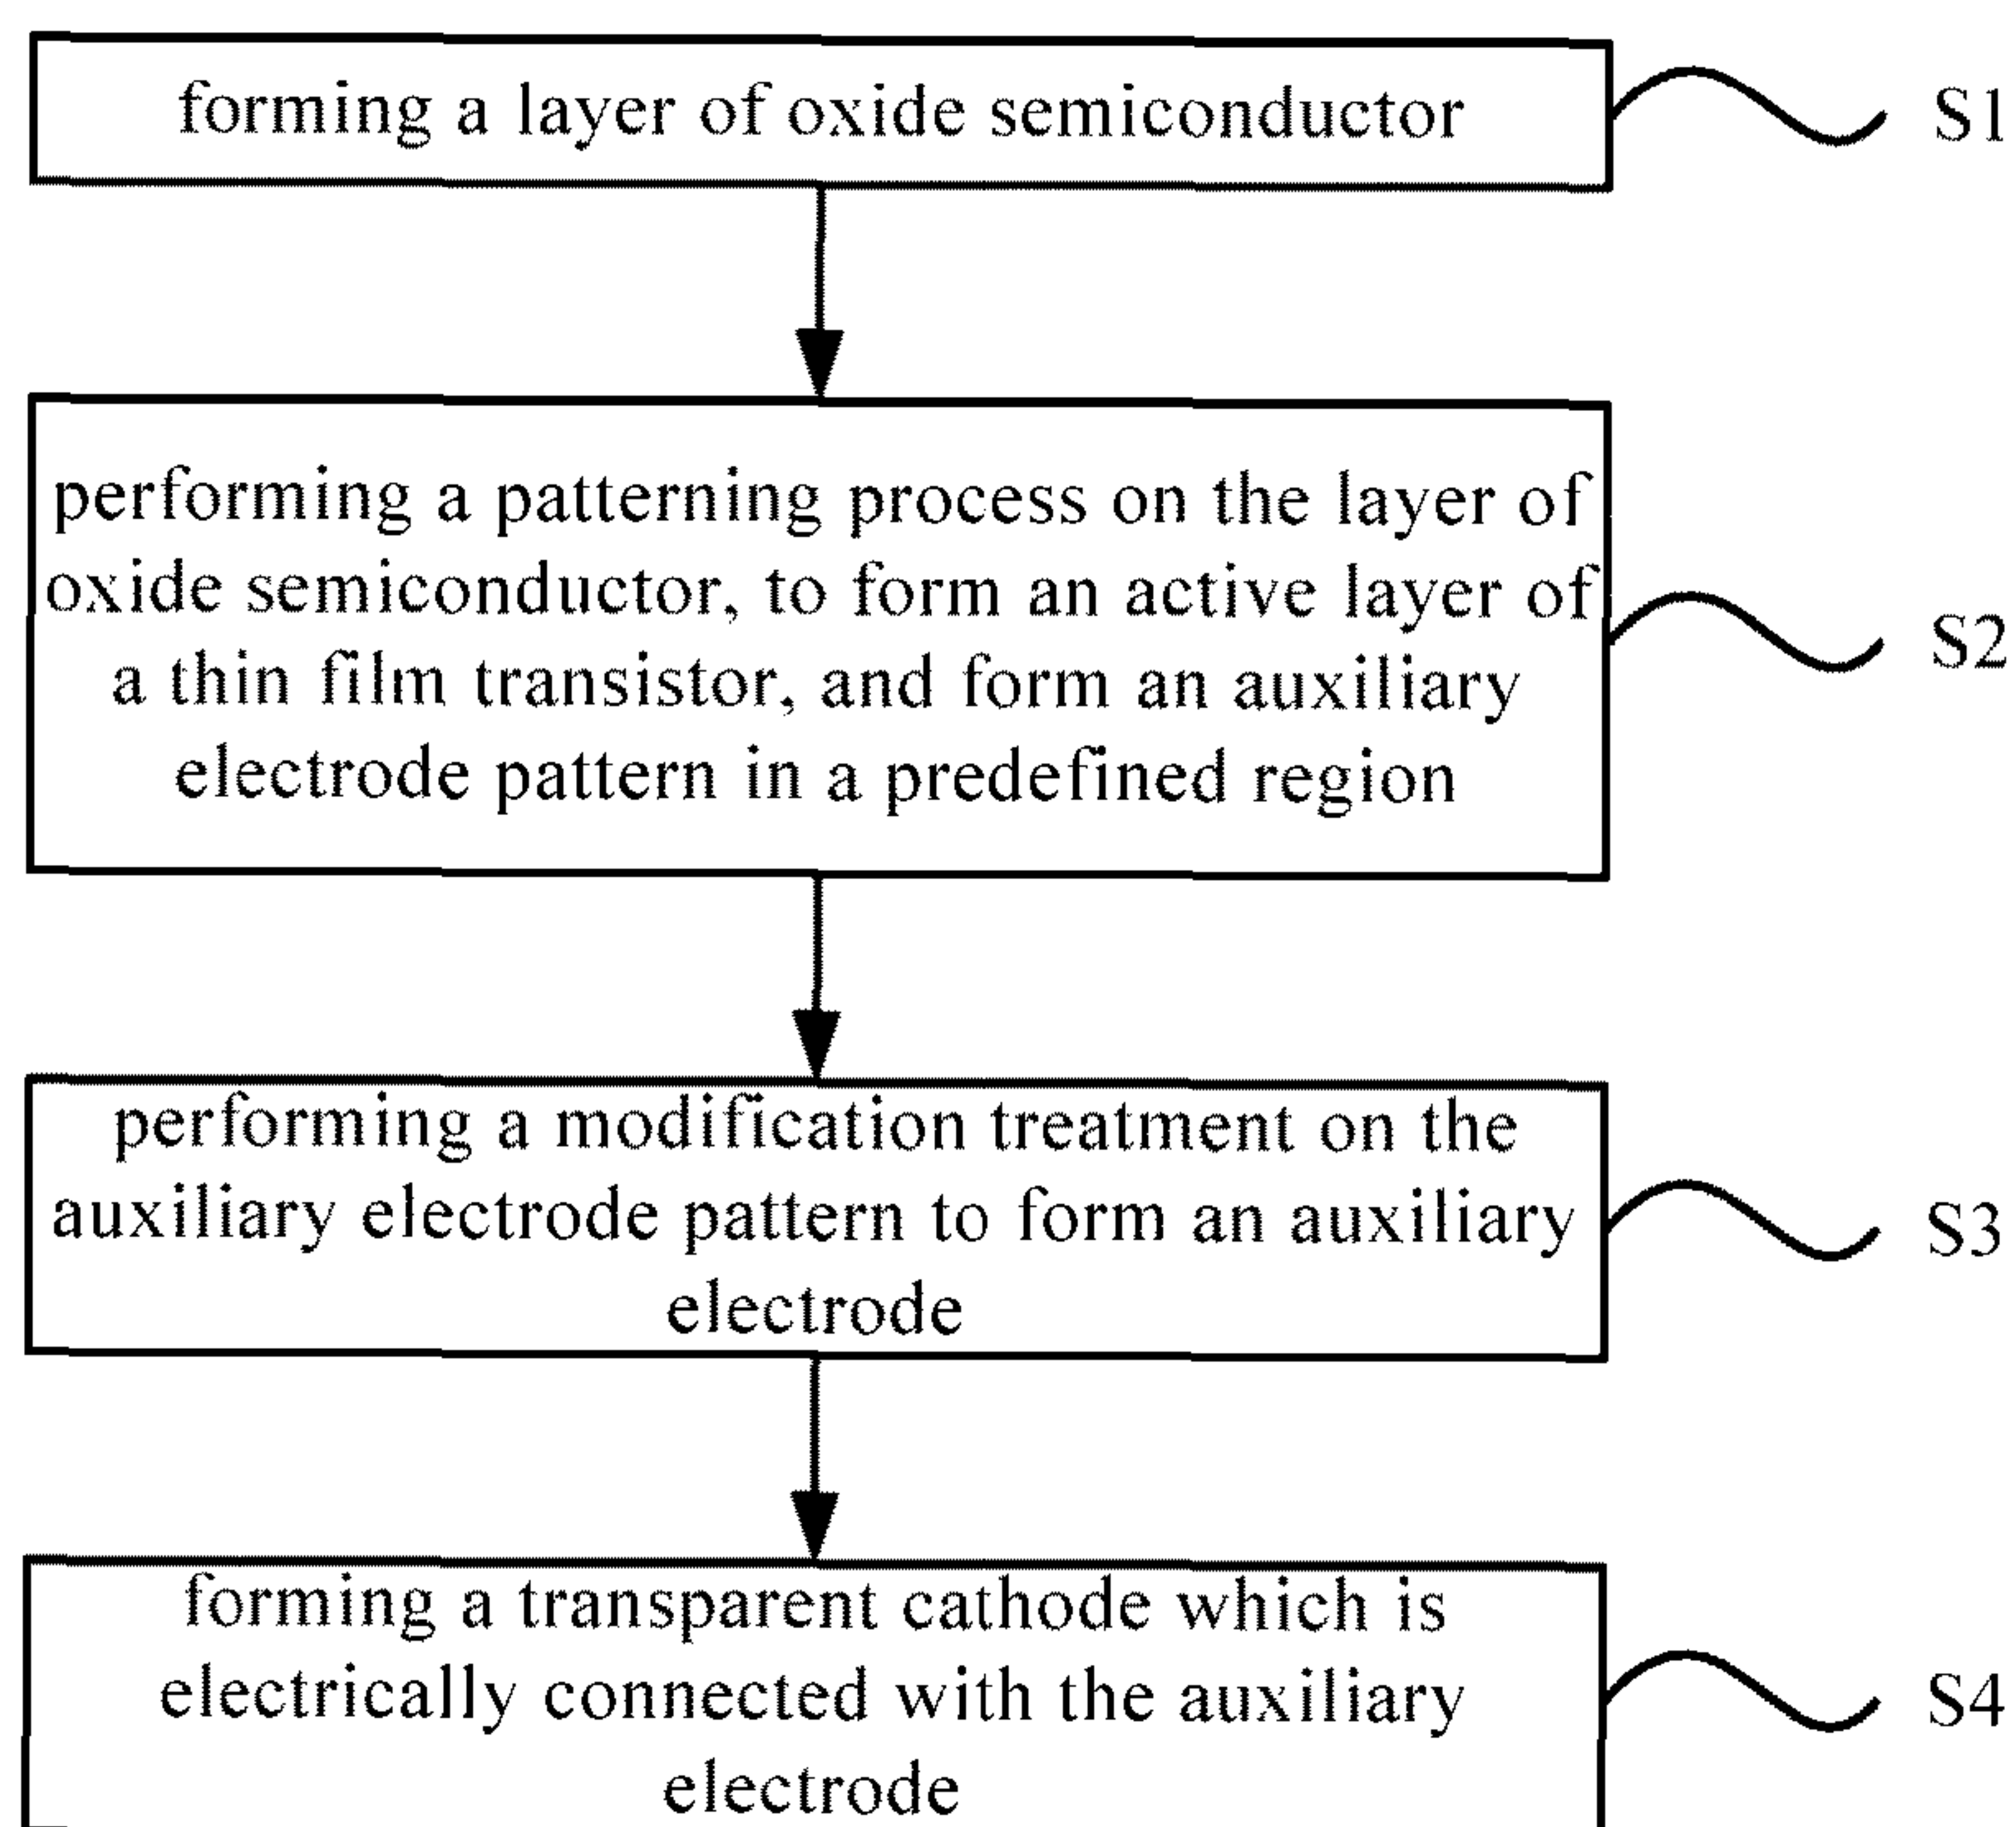 forming a layer of oxide semiconductor
S1
performing a patterning process on the layer of
oxide semiconductor, to form an active layer of
a thin film transistor, and form an auxiliary
electrode pattern in a predefined region
S2
performing a modification treatment on the
auxiliary electrode pattern to form an auxiliary
electrode
S3
forming a transparent cathode which is
electrically connected with the auxiliary
electrode
S4